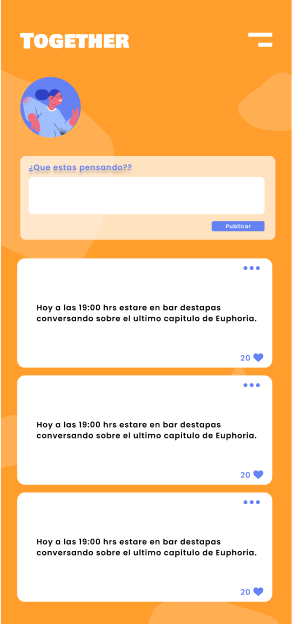 Together
¿Que estas pensando??
Publicar
Hoy a las 19:00 hrs estare en bar destapas
conversando sobre el ultimo capitulo de Euphoria.
20
Hoy a las 19:00 hrs estare en bar destapas
conversando sobre el ultimo capitulo de Euphoria.
20
Hoy a las 19:00 hrs estare en bar destapas
conversando sobre el ultimo capitulo de Euphoria.
20